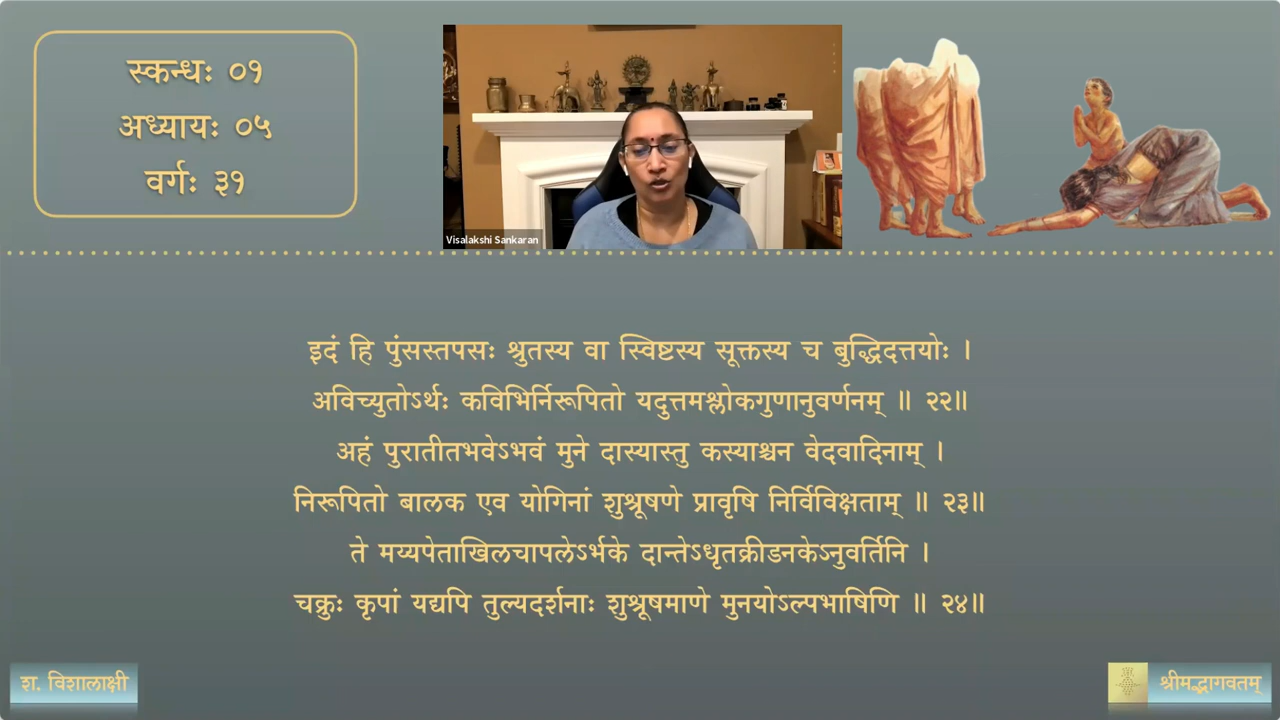 स्कन्धः ०१
अध्यायः ०५
वर्गः ३१
Visalakshi Sankaran
इदं हि पुंसस्तपसः श्रुतस्य वा स्विष्टस्य सूक्तस्य च बुद्धिदत्तयोः ।
अविच्युतोऽर्थः कविभिर्निरूपितो यदुत्तमश्लोकगुणानुवर्णनम् ॥ २२॥
अहं पुरातीतभवेऽभवं मुने दास्यास्तु कस्याश्चन वेदवादिनाम् ।
निरूपितो बालक एव योगिनां शुश्रूषणे प्रावृषि निर्विविक्षताम् ॥ २३॥
ते मय्यपेताखिलचापलेऽर्भके दान्तेऽधृतक्रीडनकेऽनुवर्तिनि ।
चक्रुः कृपां यद्यपि तुल्यदर्शनाः शुश्रूषमाणे मुनयोऽल्पभाषिणि ॥ २४॥
श. विशालाक्षी
श्रीमद्भागवतम्